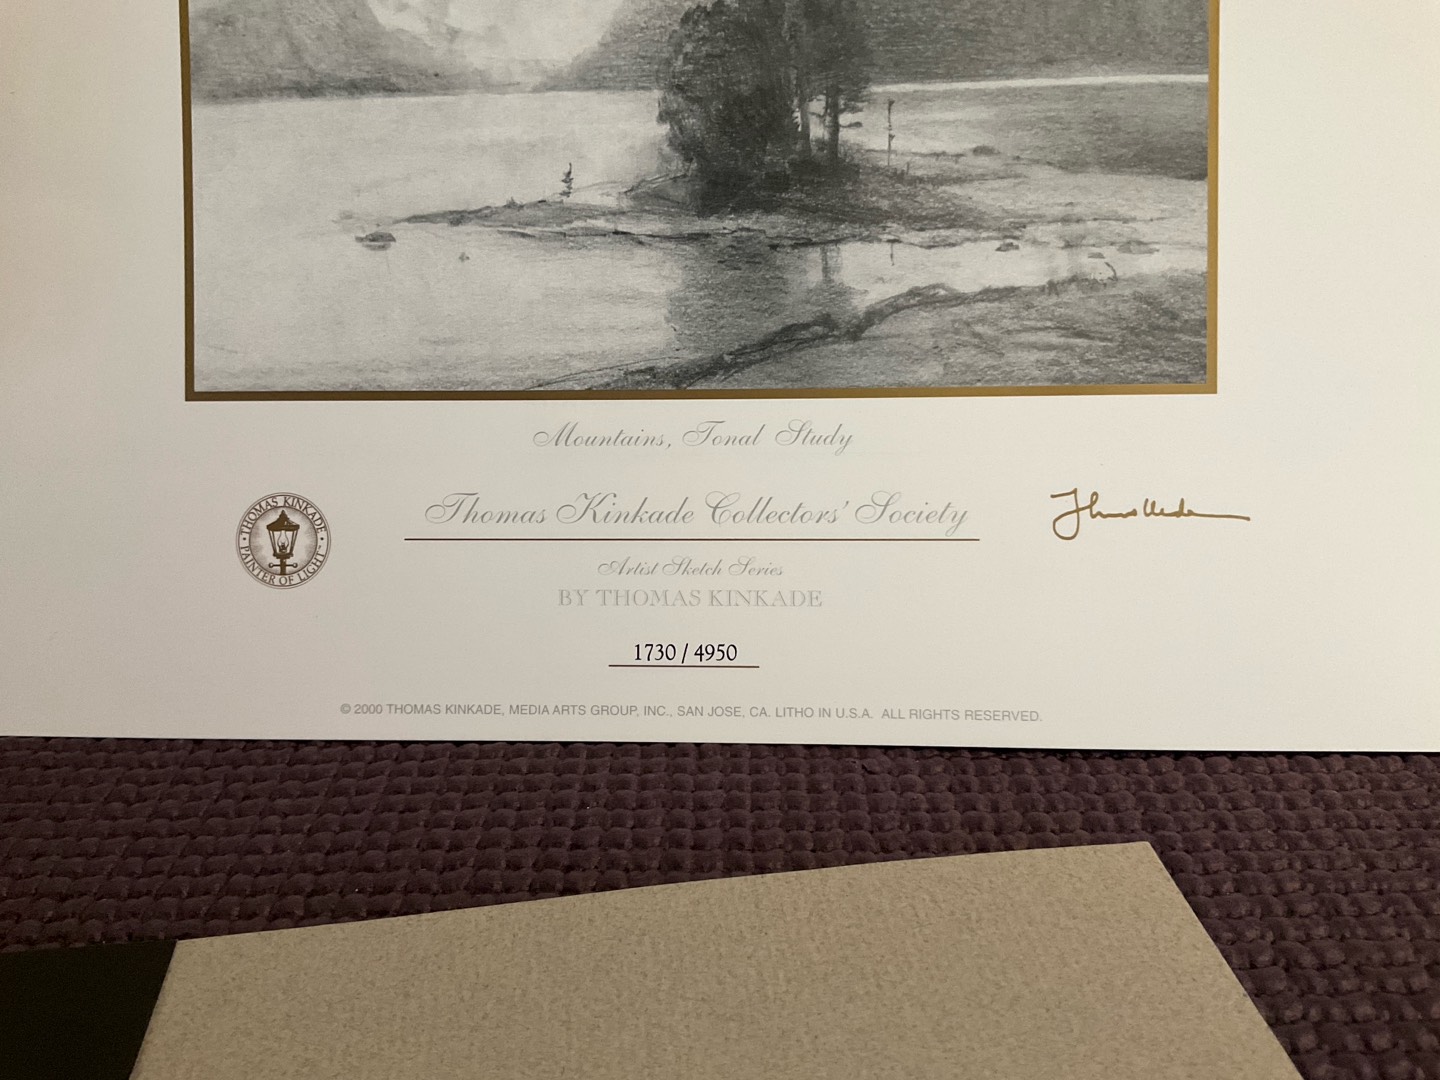 Mountains, Tonal Study
THOMAS KINKADE
PAINTER OF LIGHT™
Thomas Kinkade Collectors' Society
Artist Sketch Series
BY THOMAS KINKADE
1730 / 4950
© 2000 THOMAS KINKADE, MEDIA ARTS GROUP, INC., SAN JOSE, CA. LITHO IN U.S.A. ALL RIGHTS RESERVED.